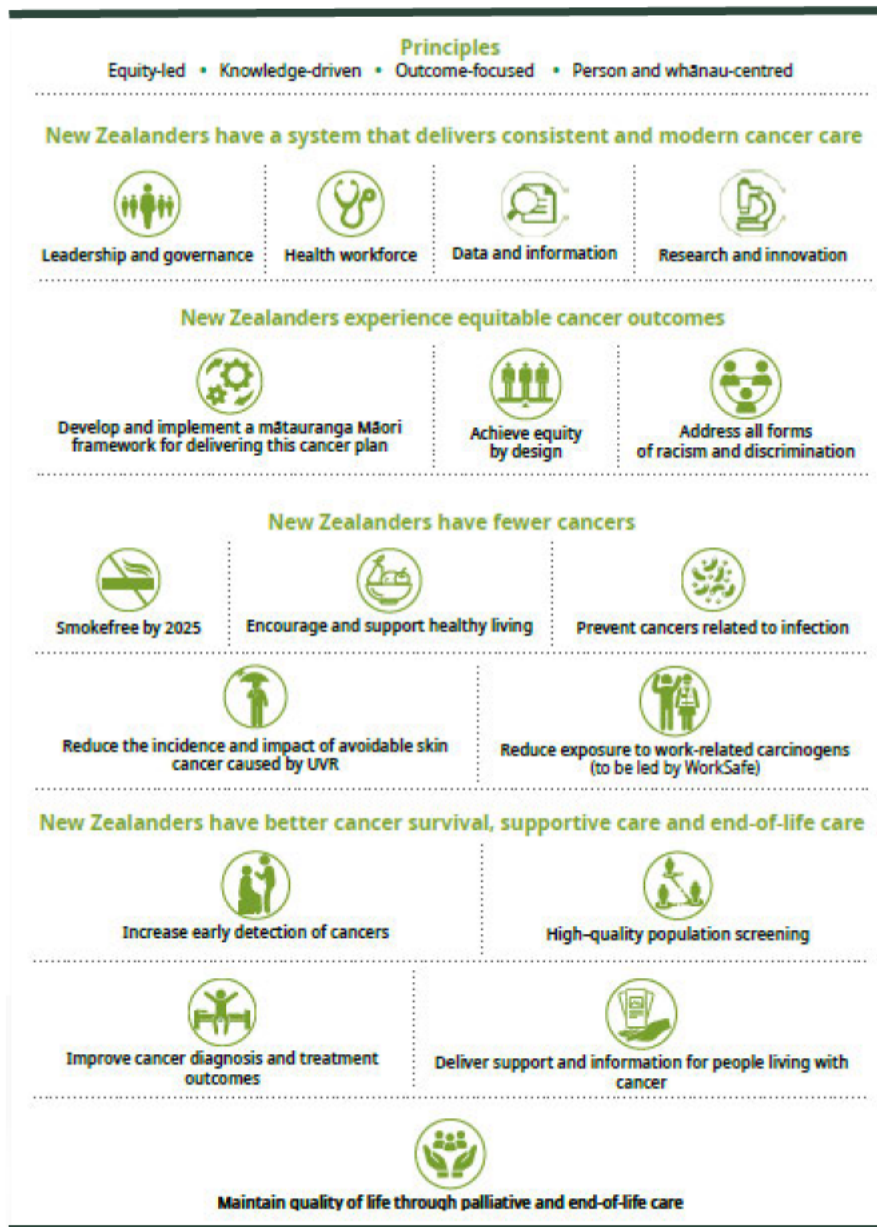 Principles
Equity-led • Knowledge-driven • Outcome-focused • Person and whānau-centred
New Zealanders have a system that delivers consistent and modern cancer care
Leadership and governance
Health workforce
Data and information
Research and innovation
New Zealanders experience equitable cancer outcomes
Develop and implement a mātauranga Māori
framework for delivering this cancer plan
Achieve equity
by design
Address all forms
of racism and discrimination
New Zealanders have fewer cancers
Smokefree by 2025
Encourage and support healthy living
Prevent cancers related to infection
Reduce the incidence and impact of avoidable skin
cancer caused by UVR
Reduce exposure to work-related carcinogens
(to be led by WorkSafe)
New Zealanders have better cancer survival, supportive care and end-of-life care
Increase early detection of cancers
High-quality population screening
Improve cancer diagnosis and treatment
outcomes
Deliver support and information for people living with
cancer
Maintain quality of life through palliative and end-of-life care